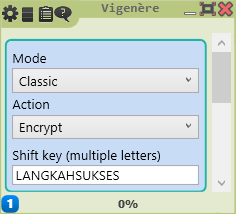 Vigenère
Mode
Classic
Action
Encrypt
Shift key (multiple letters)
LANGKAHSUKSES
1
0%